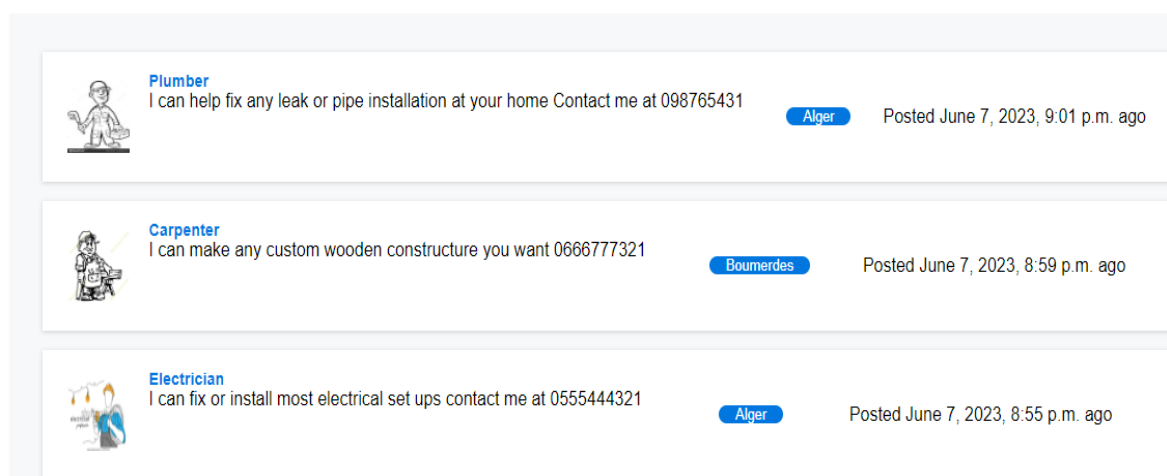 Plumber
I can help fix any leak or pipe installation at your home Contact me at 098765431
Alger
Posted June 7, 2023, 9:01 p.m. ago
Carpenter
I can make any custom wooden constructure you want 0666777321
Boumerdes
Posted June 7, 2023, 8:59 p.m. ago
Electrician
I can fix or install most electrical set ups contact me at 0555444321
Alger
Posted June 7, 2023, 8:55 p.m. ago